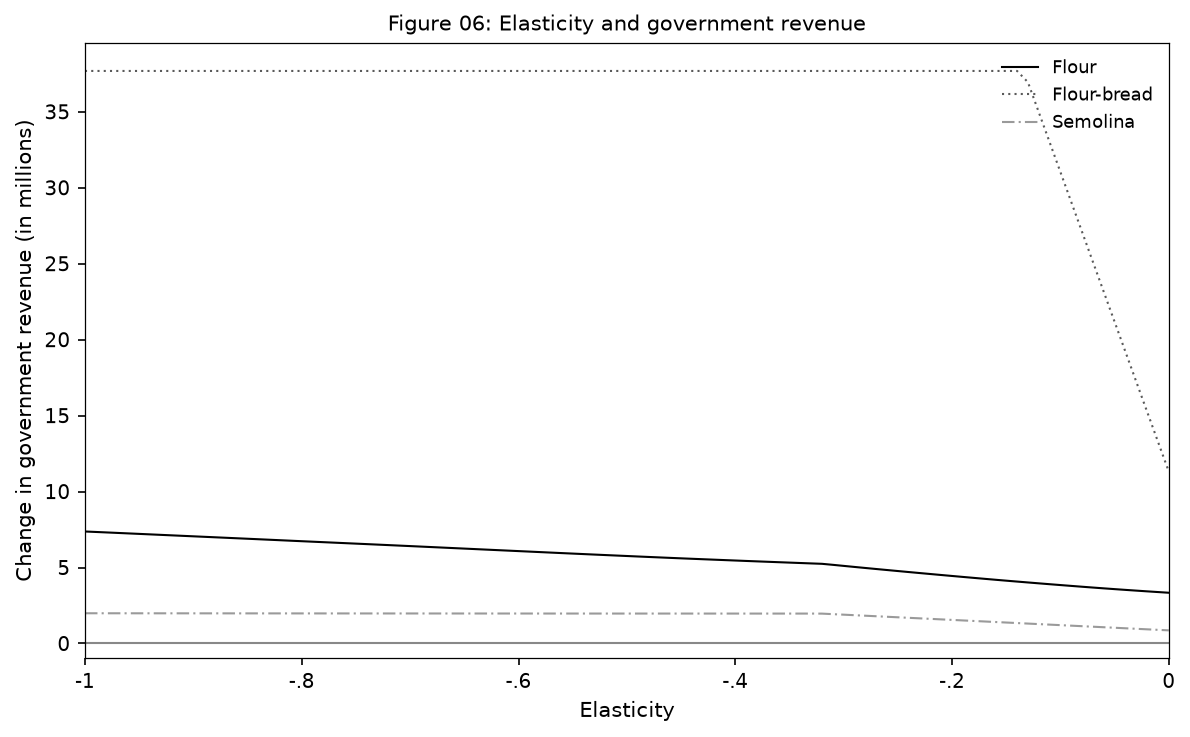 Figure 06: Elasticity and government revenue
Flour
Flour-bread
Semolina
Change in government revenue (in millions)
35
30
25
20
15
10
5
0
-1
-.8
-.6
-.4
-.2
0
Elasticity